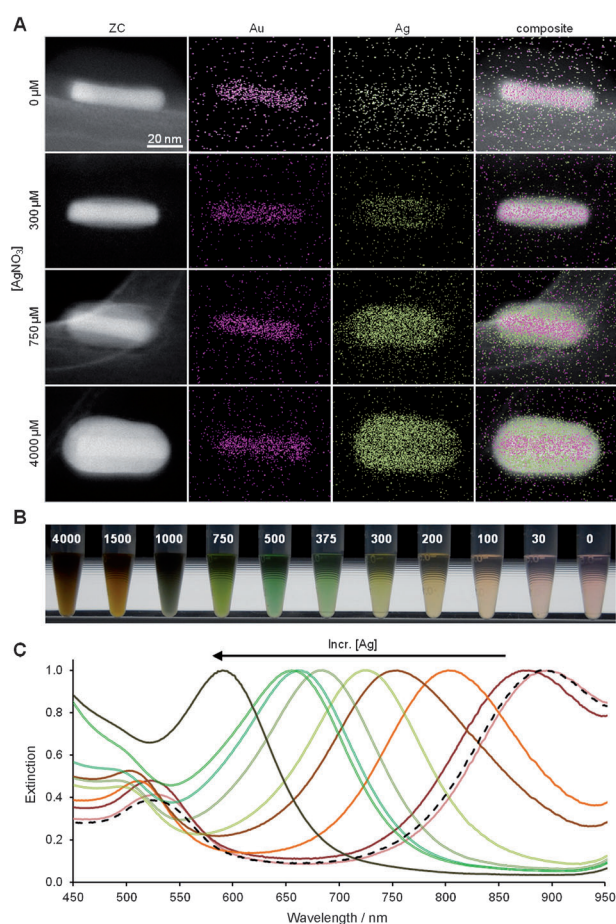 A
ZC Au Ag composite
0 µM
20 nm
300 µM
[AgNO3]
750 µM
4000 µM
B
4000 1500 1000 750 500 375 300 200 100 30 0
C
Incr. [Ag]
1.0
0.8
0.6
0.4
0.2
0.0
Extinction
450 500 550 600 650 700 750 800 850 900 950
Wavelength / nm